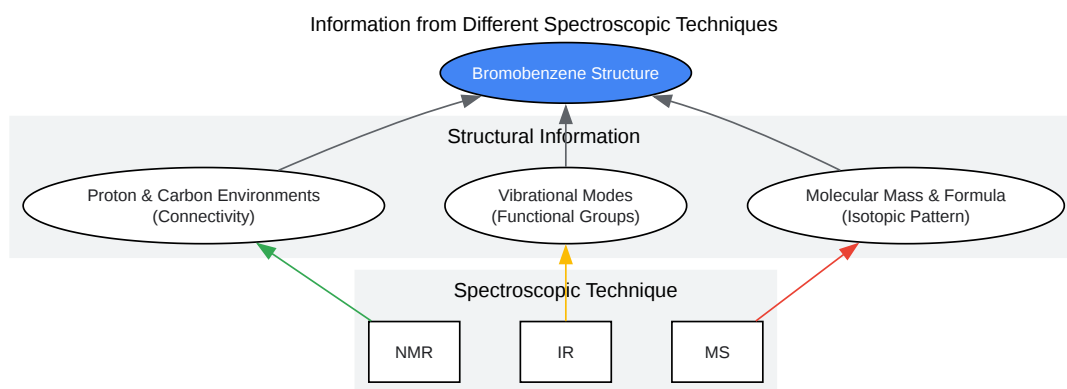 Information from Different Spectroscopic Techniques
Bromobenzene Structure
Structural Information
Proton & Carbon Environments
(Connectivity)
Vibrational Modes
(Functional Groups)
Molecular Mass & Formula
(Isotopic Pattern)
Spectroscopic Technique
NMR
IR
MS